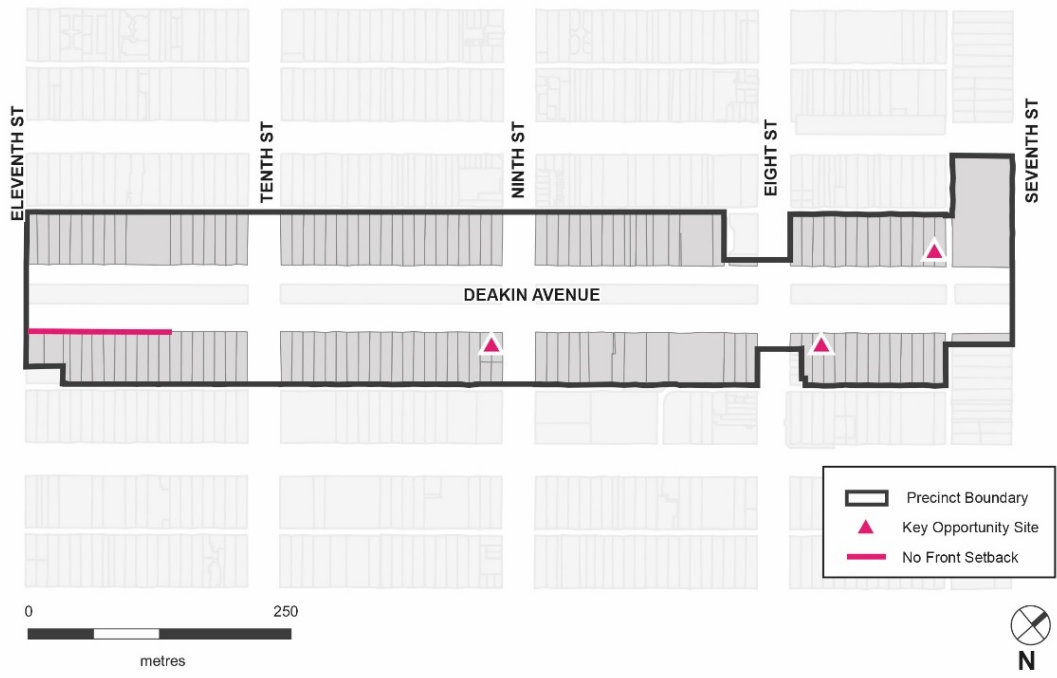 ELEVENTH ST
TENTH ST
NINTH ST
EIGHT ST
SEVENTH ST
DEAKIN AVENUE
Precinct Boundary
Key Opportunity Site
No Front Setback
0 250
metres
N